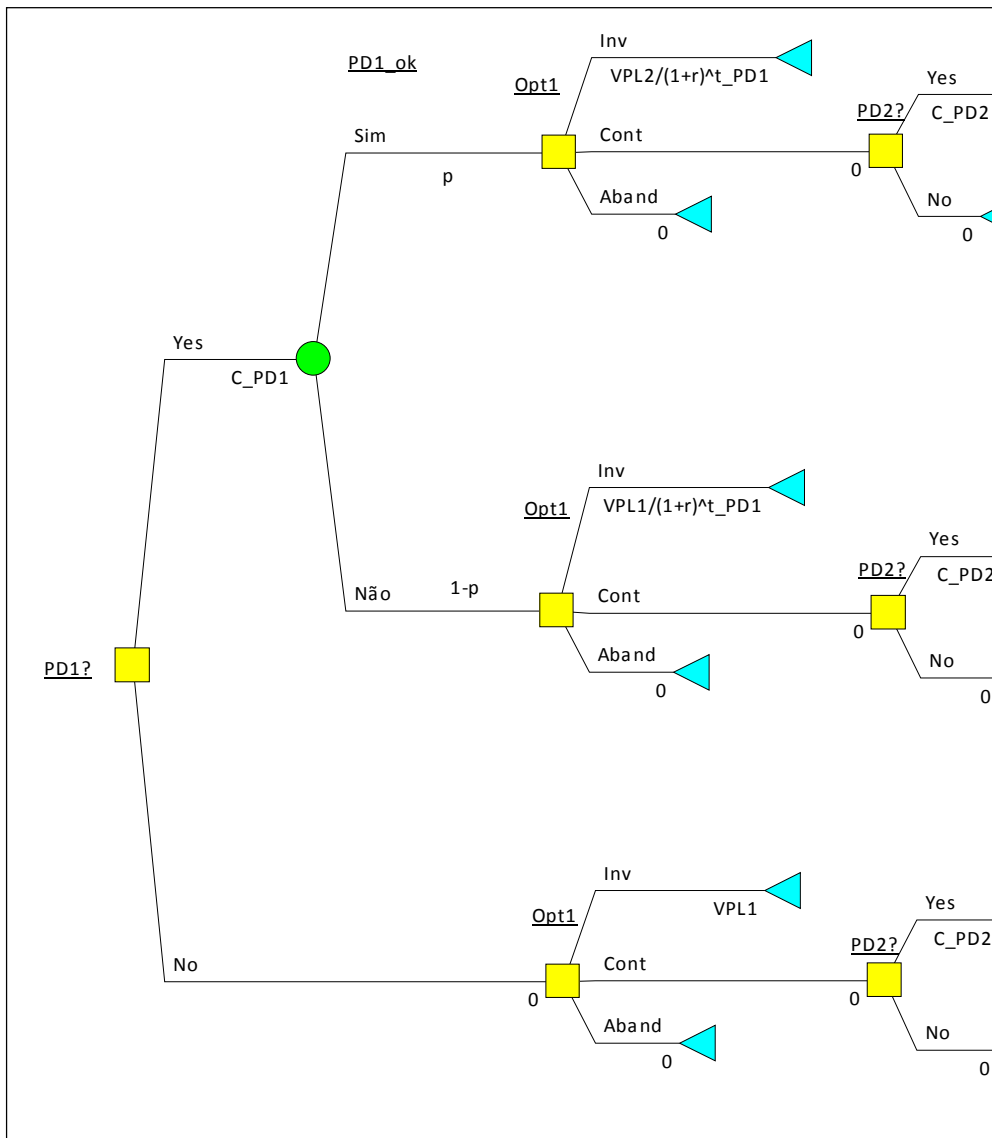 PD1_ok
Inv
VPL2/(1+r)^t_PD1
Opt1
Yes
PD2?
C_PD2
Sim
Cont
p
0
Aband
No
0
0
Yes
C_PD1
Inv
Opt1
VPL1/(1+r)^t_PD1
Yes
PD2?
C_PD2
Não
1-p
Cont
0
Aband
No
PD1?
0
0
Inv
Opt1
VPL1
Yes
PD2?
C_PD2
No
Cont
0
0
Aband
No
0
0